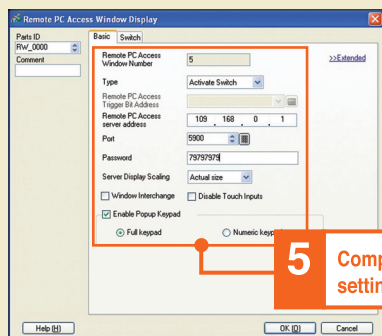 Remote PC Access Window Display
Parts ID
RW_0000
Comment
Basic Switch
Remote PC Access
Window Number 5
>>Extended
Type Activate Switch
Remote PC Access
Trigger Bit Address
Remote PC Access
server address 109 . 168 . 0 . 1
Port 5900
Password 79797979
Server Display Scaling Actual size
Window Interchange Disable Touch Inputs
Enable Popup Keypad
Full keypad Numeric
5
Help (H) OK (O) Cancel